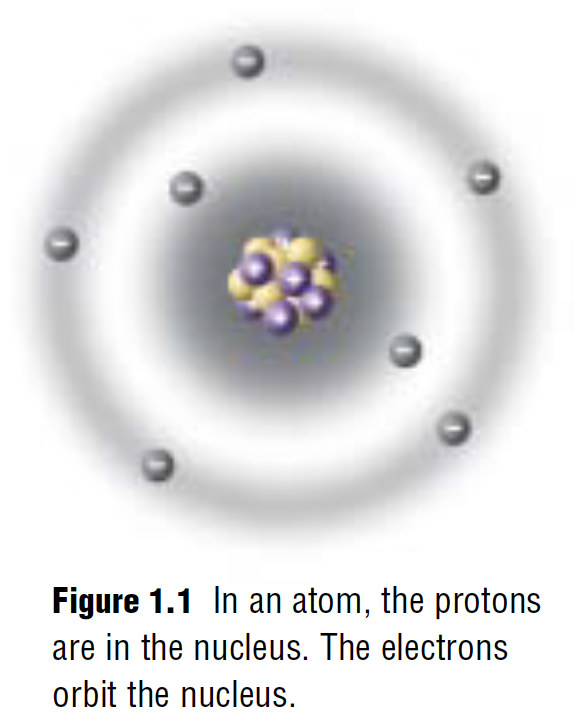 Figure 1.1 In an atom, the protons
are in the nucleus. The electrons
orbit the nucleus.